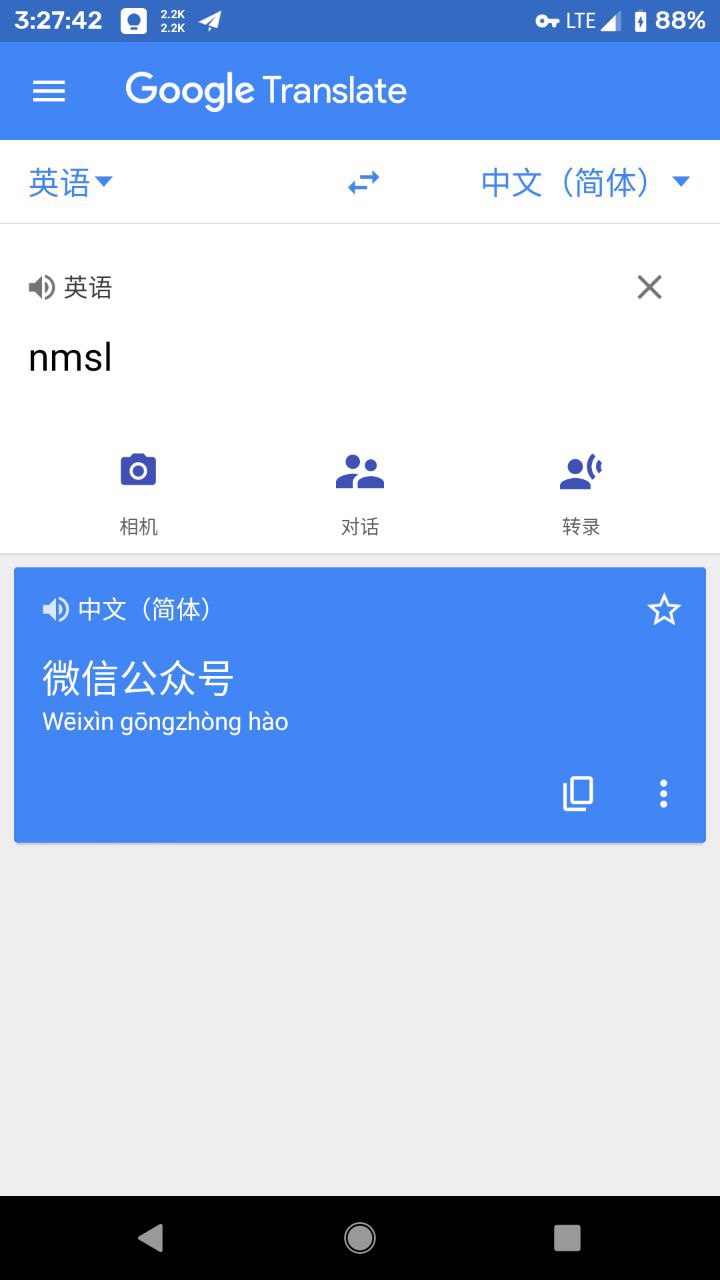 3:27:42 2.2K LTE 88%
2.2K
Google Translate
英语 中文（简体）
英语
nmsl
相机 对话 转录
中文（简体）
微信公众号
Wēixìn gōngzhòng hào